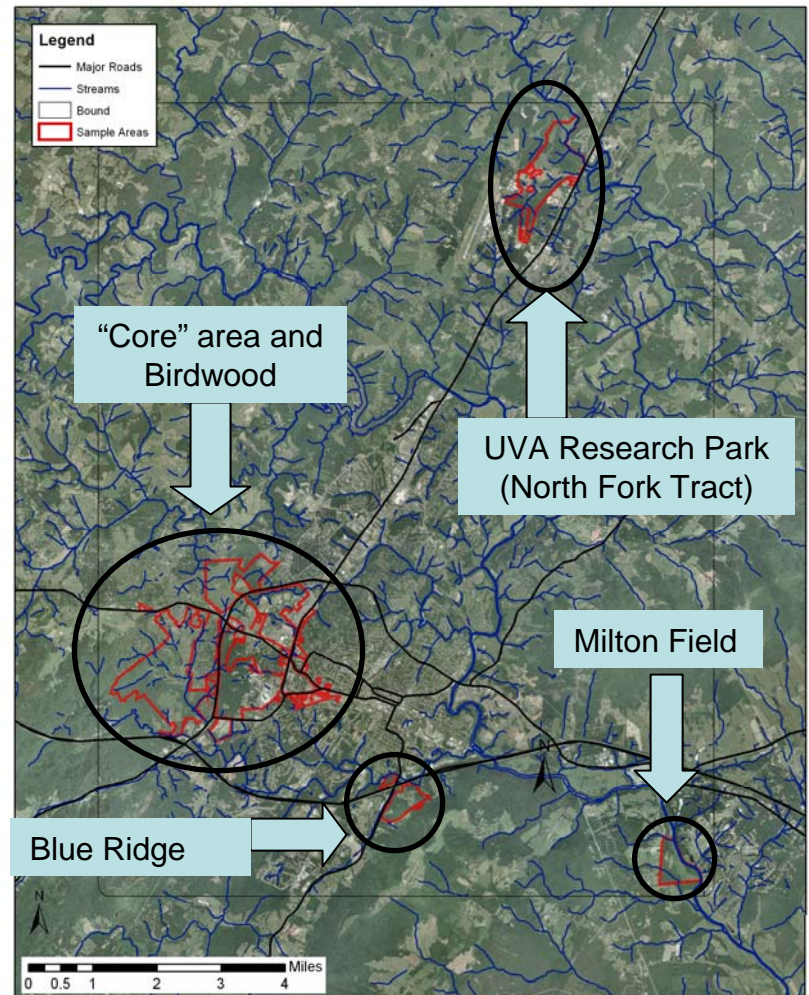 Legend
Major Roads
Streams
Bound
Sample Areas
“Core” area and
Birdwood
UVA Research Park
(North Fork Tract)
Milton Field
N
Blue Ridge
N
Miles
0 0.5 1 2 3 4